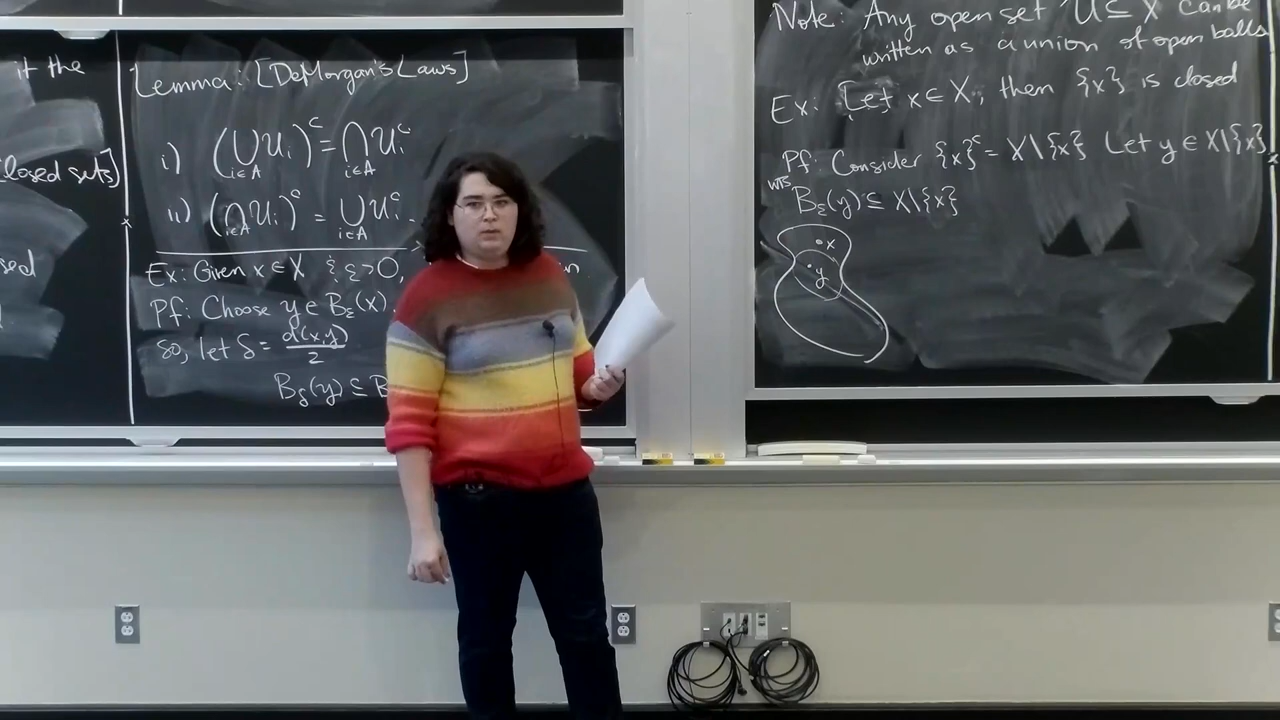 it the
closed sets]
sed
Lemma: [DeMorgan's Laws]
i) (⋃ U_i)^c = ⋂ U_i^c
i∈A i∈A
ii) (⋂ U_i)^c = ⋃ U_i^c
i∈A i∈A
Ex: Given x∈X & ε>0,
Pf: Choose y∈B_ε(x).
so, let δ = d(x,y)/2
B_δ(y) ⊆ B
Note: Any open set U⊆X can be
written as a union of open balls
Ex: Let x∈X, then {x} is closed
Pf: Consider {x}^c = X\{x} Let y∈X\{x}
WTS
B_ε(y) ⊆ X\{x}
x
y